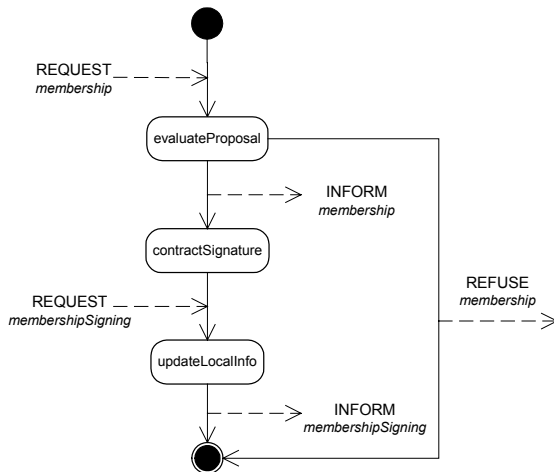 REQUEST
membership
evaluateProposal
INFORM
membership
contractSignature
REFUSE
membership
REQUEST
membershipSigning
updateLocalInfo
INFORM
membershipSigning